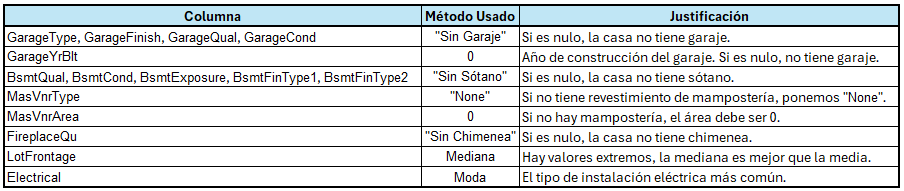 Columna Método Usado Justificación
GarageType, GarageFinish, GarageQual, GarageCond "Sin Garaje" Si es nulo, la casa no tiene garaje.
GarageYrBlt 0 Año de construcción del garaje. Si es nulo, no tiene garaje.
BsmtQual, BsmtCond, BsmtExposure, BsmtFinType1, BsmtFinType2 "Sin Sótano" Si es nulo, la casa no tiene sótano.
MasVnrType "None" Si no tiene revestimiento de mampostería, ponemos "None".
MasVnrArea 0 Si no hay mampostería, el área debe ser 0.
FireplaceQu "Sin Chimenea" Si es nulo, la casa no tiene chimenea.
LotFrontage Mediana Hay valores extremos, la mediana es mejor que la media.
Electrical Moda El tipo de instalación eléctrica más común.